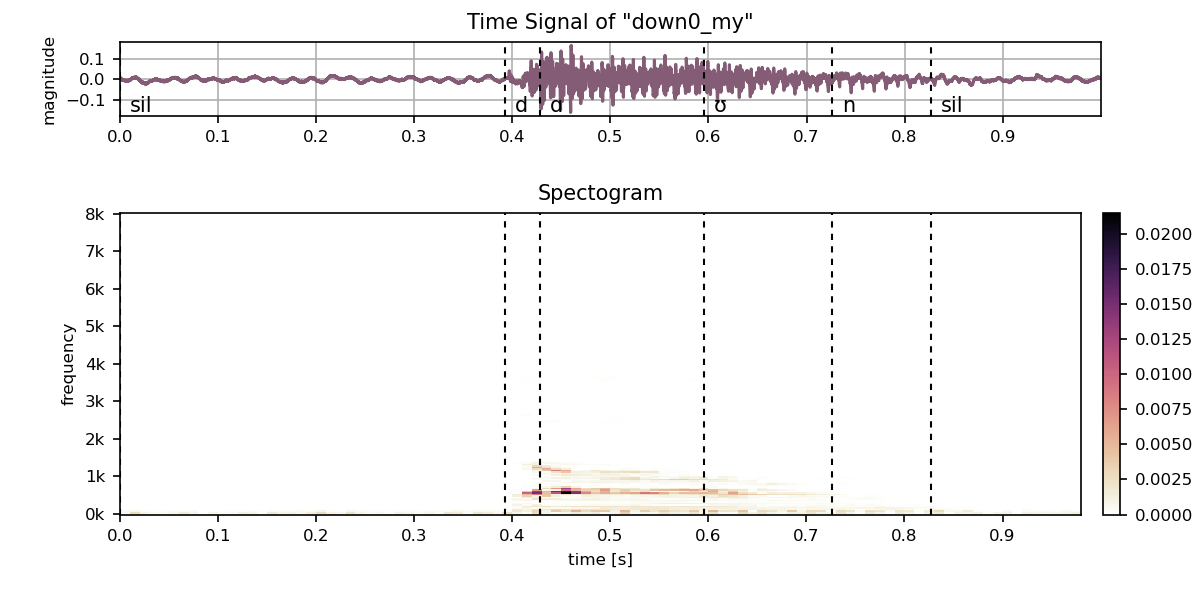 Time Signal of "down0_my"
magnitude
0.1
0.0
−0.1
sil d ɑ ʊ n sil
0.0 0.1 0.2 0.3 0.4 0.5 0.6 0.7 0.8 0.9
Spectogram
frequency
8k
7k
6k
5k
4k
3k
2k
1k
0k
0.0 0.1 0.2 0.3 0.4 0.5 0.6 0.7 0.8 0.9
time [s]
0.0200
0.0175
0.0150
0.0125
0.0100
0.0075
0.0050
0.0025
0.0000